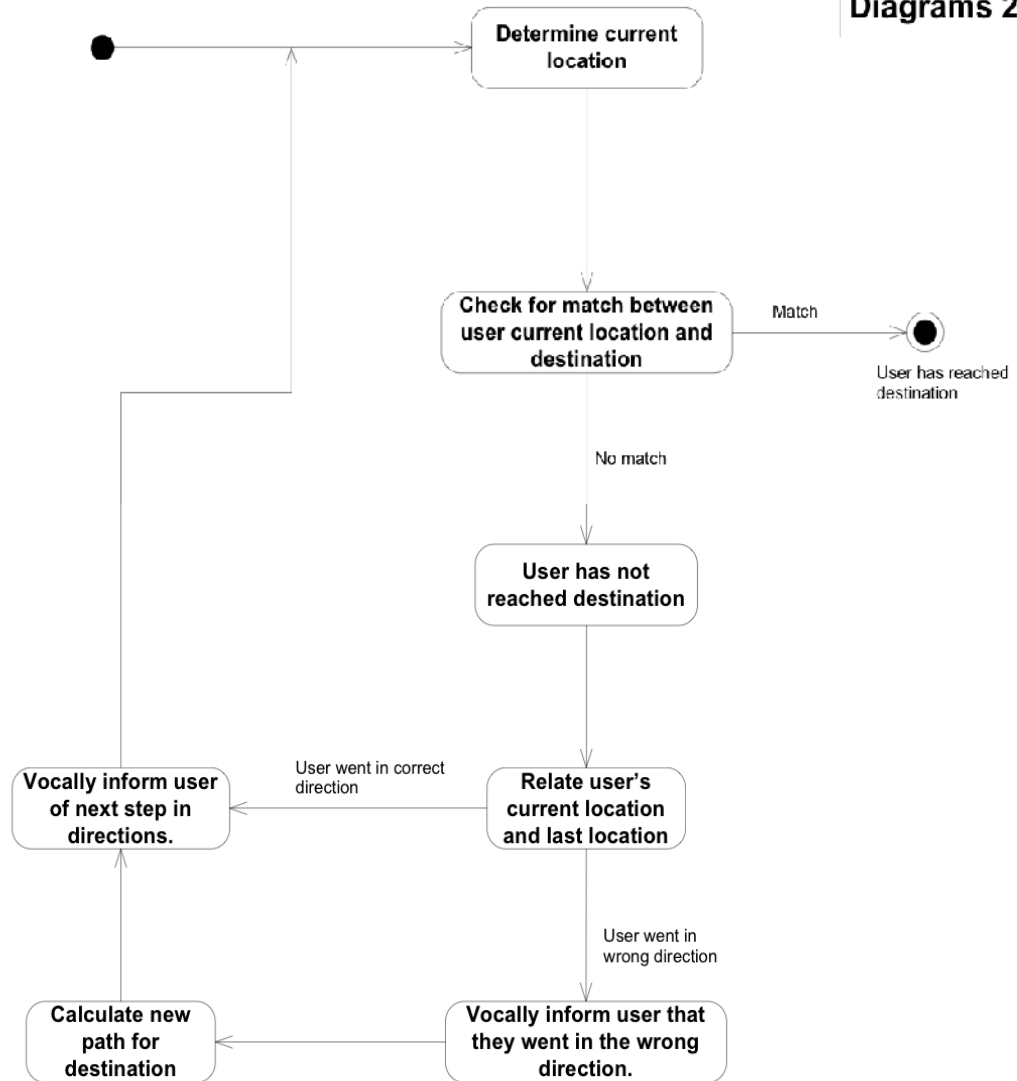 Diagrams 2
Determine current
location
Check for match between
user current location and
destination
Match
User has reached
destination
No match
User has not
reached destination
Vocally inform user
of next step in
directions.
User went in correct
direction
Relate user’s
current location
and last location
User went in
wrong direction
Calculate new
path for
destination
Vocally inform user that
they went in the wrong
direction.